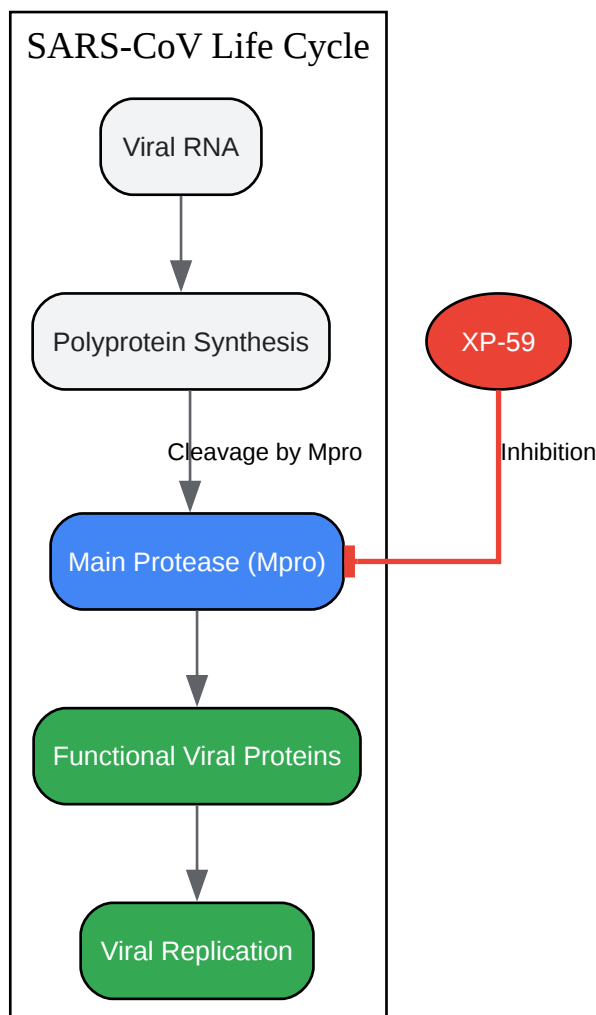 SARS-CoV Life Cycle
Viral RNA
Polyprotein Synthesis
XP-59
Cleavage by Mpro
Inhibition
Main Protease (Mpro)
Functional Viral Proteins
Viral Replication